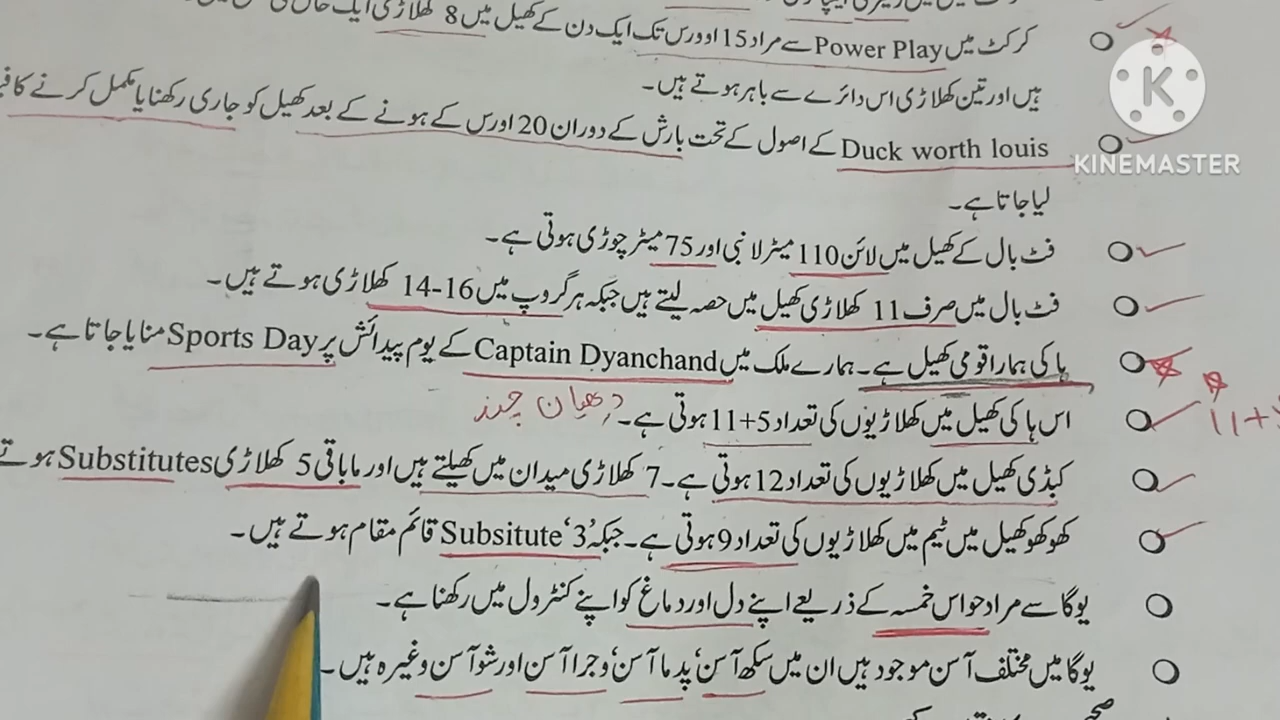 کرکٹ میں Power Play سے مراد 15 اوورس تک ایک دن کے کھیل میں 8 کھلاڑی ایک
ہیں اور تین کھلاڑی اس دائرے سے باہر ہوتے ہیں۔
Duck worth louis کے اصول کے تحت بارش کے دوران 20 اورس کے ہونے کے بعد کھیل کو جاری رکھنا یا مکمل کرنے کا
لیا جاتا ہے۔
فٹ بال کے کھیل میں لائن 110 میٹر لانبی اور 75 میٹر چوڑی ہوتی ہے۔
فٹ بال میں صرف 11 کھلاڑی کھیل میں حصہ لیتے ہیں جبکہ ہر گروپ میں 16-14 کھلاڑی ہوتے ہیں۔
ہاکی ہمارا قومی کھیل ہے۔ ہمارے ملک میں Captain Dyanchand کے یوم پیدائش پر Sports Day منایا جاتا ہے۔
اس ہاکی کھیل میں کھلاڑیوں کی تعداد 5+11 ہوتی ہے۔ دھیان چند
11+5
کبڈی کھیل میں کھلاڑیوں کی تعداد 12 ہوتی ہے۔ 7 کھلاڑی میدان میں کھیلتے ہیں اور ماباقی 5 کھلاڑی Substitutes ہوتے
کھوکھو کھیل میں ٹیم میں کھلاڑیوں کی تعداد 9 ہوتی ہے۔ جبکہ '3' Subsitute قائم مقام ہوتے ہیں۔
یوگا سے مراد حواس خمسہ کے ذریعے اپنے دل اور دماغ کو اپنے کنٹرول میں رکھنا ہے۔
یوگا میں مختلف آسن موجود ہیں ان میں سکھ آسن' پدما آسن' وجرا آسن اور شوآسن وغیرہ ہیں۔
K
KINEMASTER